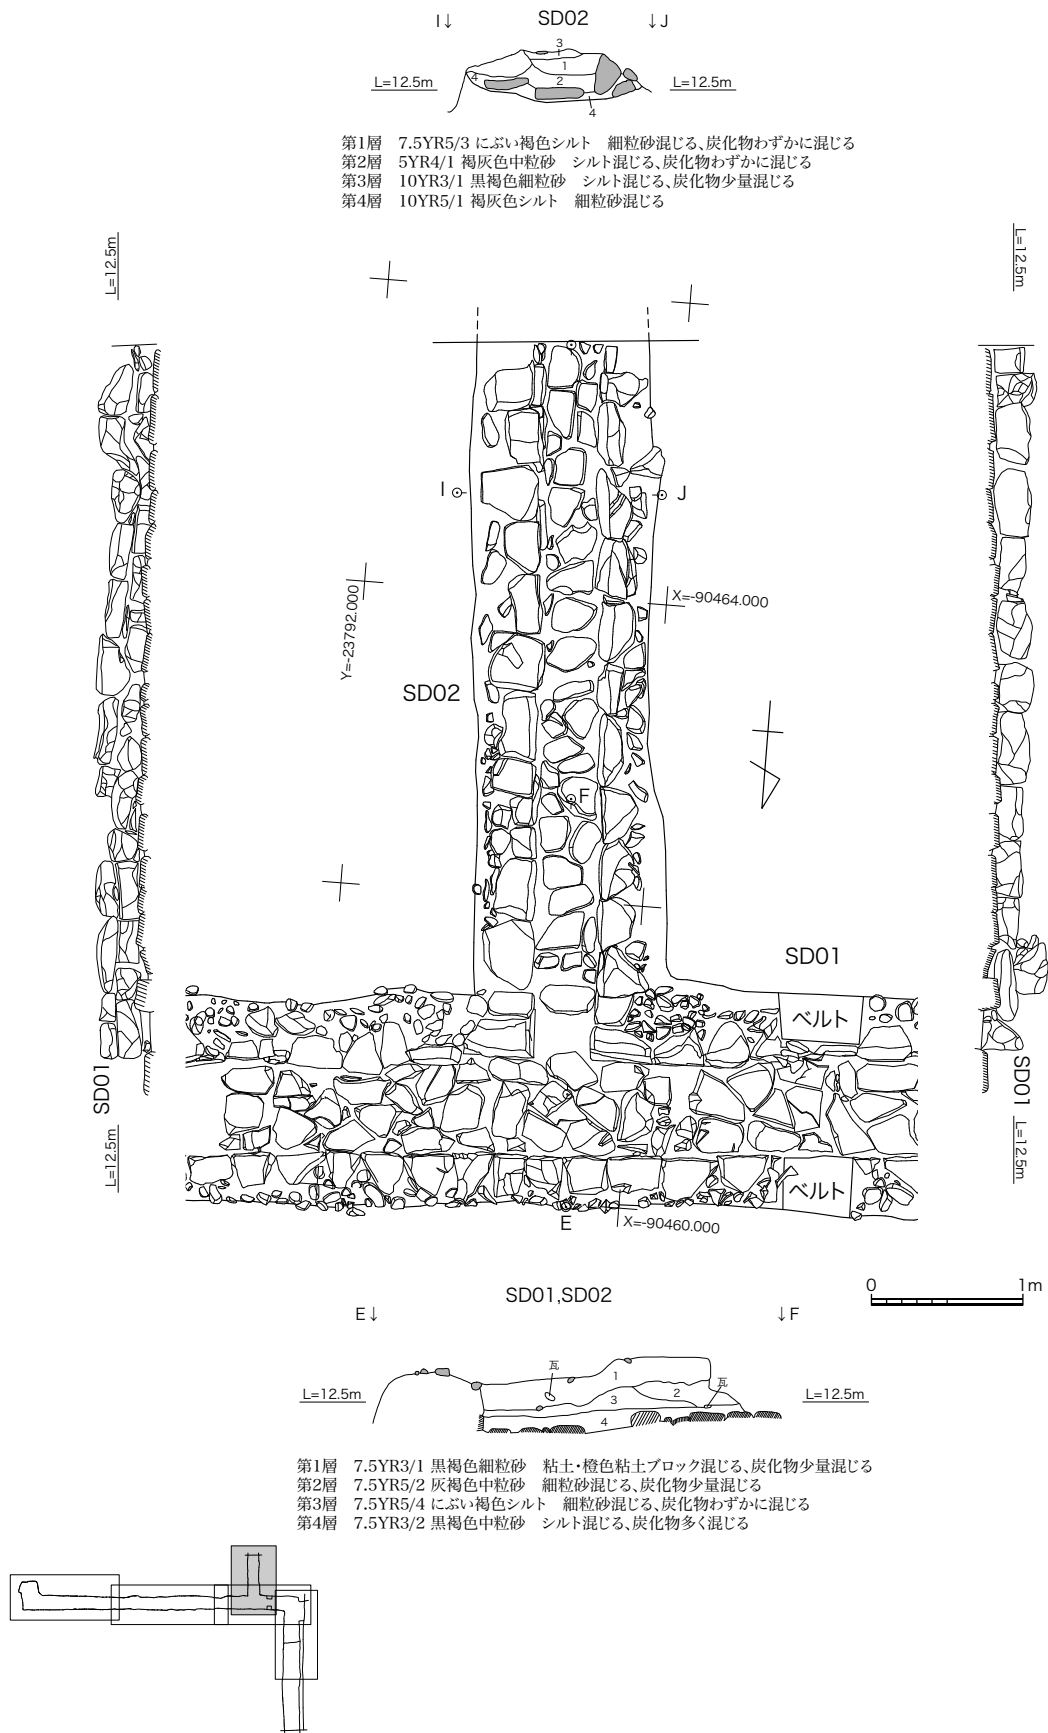 I↓ SD02 ↓J
3
1
4 2
4
L=12.5m L=12.5m
第1層 7.5YR5/3 にぶい褐色シルト 細粒砂混じる、炭化物わずかに混じる
第2層 5YR4/1 褐灰色中粒砂 シルト混じる、炭化物わずかに混じる
第3層 10YR3/1 黒褐色細粒砂 シルト混じる、炭化物少量混じる
第4層 10YR5/1 褐灰色シルト 細粒砂混じる
L=12.5m L=12.5m
I J
X=-90464.000
Y=-23792.000
SD02
F
SD01
ベルト
SD01 SD01
L=12.5m L=12.5m
ベルト
E X=-90460.000
0 1m
SD01,SD02
E↓ ↓F
瓦 1 瓦
2
3
4
L=12.5m L=12.5m
第1層 7.5YR3/1 黒褐色細粒砂 粘土・橙色粘土ブロック混じる、炭化物少量混じる
第2層 7.5YR5/2 灰褐色中粒砂 細粒砂混じる、炭化物少量混じる
第3層 7.5YR5/4 にぶい褐色シルト 細粒砂混じる、炭化物わずかに混じる
第4層 7.5YR3/2 黒褐色中粒砂 シルト混じる、炭化物多く混じる